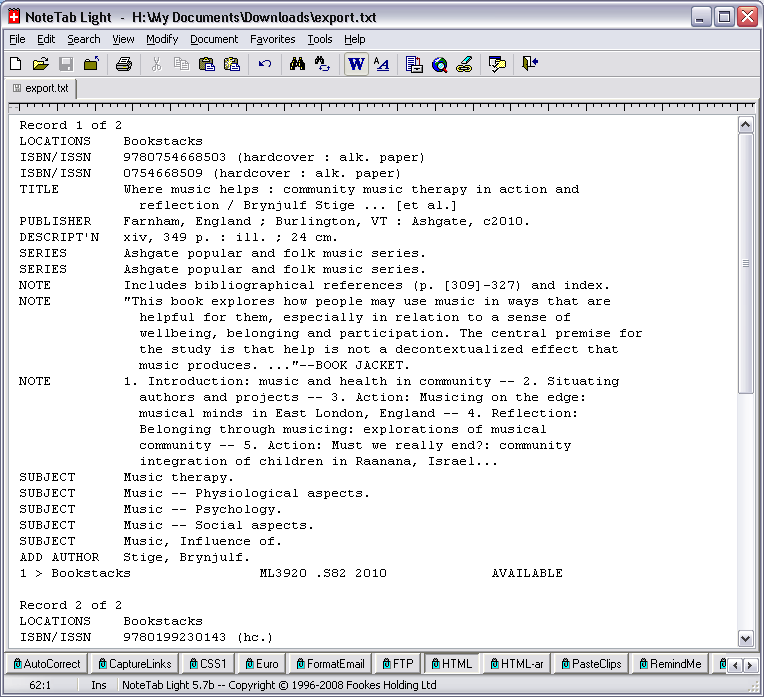 NoteTab Light - H:\My Documents\Downloads\export.txt
File Edit Search View Modify Document Favorites Tools Help
export.txt
Record 1 of 2
LOCATIONS Bookstacks
ISBN/ISSN 9780754668503 (hardcover : alk. paper)
ISBN/ISSN 0754668509 (hardcover : alk. paper)
TITLE Where music helps : community music therapy in action and
reflection / Brynjulf Stige ... [et al.]
PUBLISHER Farnham, England ; Burlington, VT : Ashgate, c2010.
DESCRIPT'N xiv, 349 p. : ill. ; 24 cm.
SERIES Ashgate popular and folk music series.
SERIES Ashgate popular and folk music series.
NOTE Includes bibliographical references (p. [309]-327) and index.
NOTE "This book explores how people may use music in ways that are
helpful for them, especially in relation to a sense of
wellbeing, belonging and participation. The central premise for
the study is that help is not a decontextualized effect that
music produces. ..."--BOOK JACKET.
NOTE 1. Introduction: music and health in community -- 2. Situating
authors and projects -- 3. Action: Musicing on the edge:
musical minds in East London, England -- 4. Reflection:
Belonging through musicing: explorations of musical
community -- 5. Action: Must we really end?: community
integration of children in Raanana, Israel...
SUBJECT Music therapy.
SUBJECT Music -- Physiological aspects.
SUBJECT Music -- Psychology.
SUBJECT Music -- Social aspects.
SUBJECT Music, Influence of.
ADD AUTHOR Stige, Brynjulf.
1 > Bookstacks ML3920 .S82 2010 AVAILABLE
Record 2 of 2
LOCATIONS Bookstacks
ISBN/ISSN 9780199230143 (hc.)
AutoCorrect CaptureLinks CSS1 Euro FormatEmail FTP HTML HTML-ar PasteClips RemindMe
62:1 Ins NoteTab Light 5.7b -- Copyright © 1996-2008 Fookes Holding Ltd